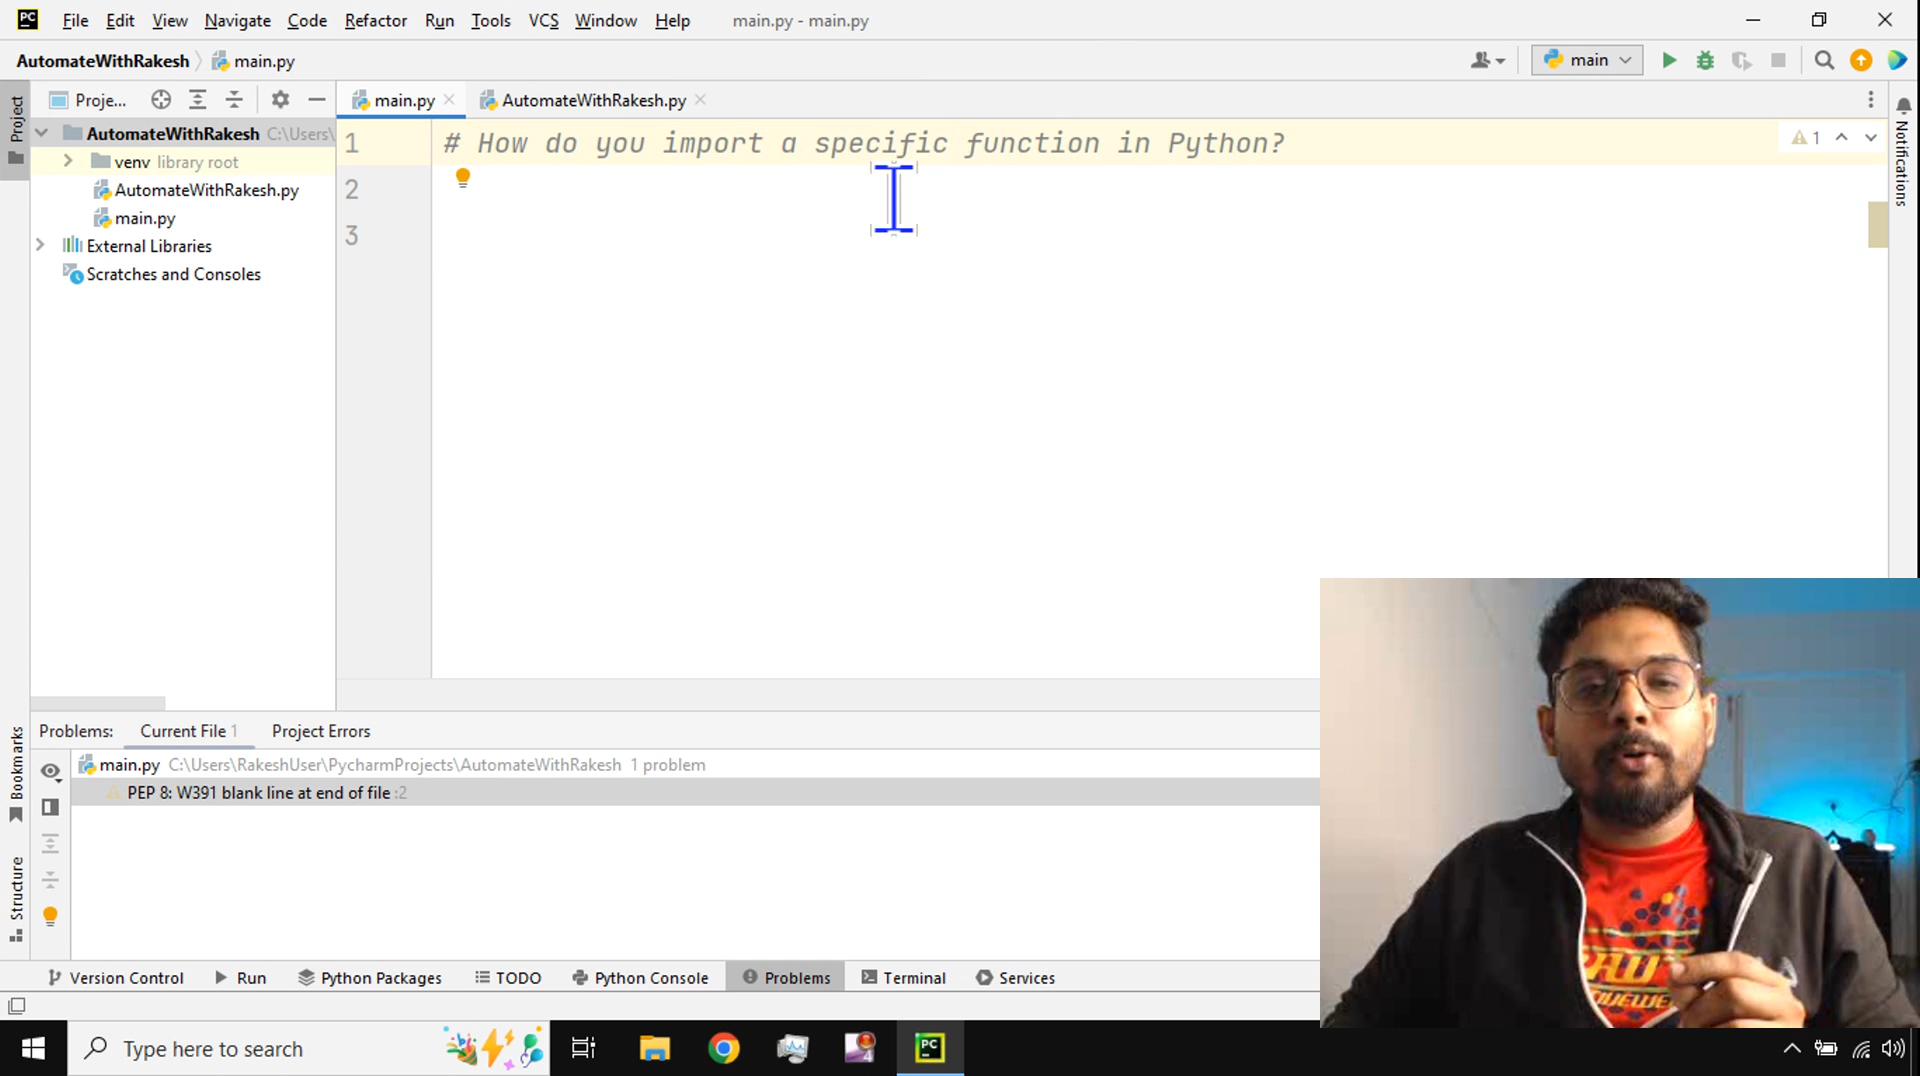 PC File Edit View Navigate Code Refactor Run Tools VCS Window Help main.py - main.py
AutomateWithRakesh main.py main
Project Proje... main.py AutomateWithRakesh.py
AutomateWithRakesh C:\Users\
venv library root
AutomateWithRakesh.py
main.py
External Libraries
Scratches and Consoles
1 # How do you import a specific function in Python? 1
2
3
Notifications
Problems: Current File 1 Project Errors
main.py C:\Users\RakeshUser\PycharmProjects\AutomateWithRakesh 1 problem
PEP 8: W391 blank line at end of file :2
Bookmarks
Structure
Version Control Run Python Packages TODO Python Console Problems Terminal Services
Type here to search 4 PC